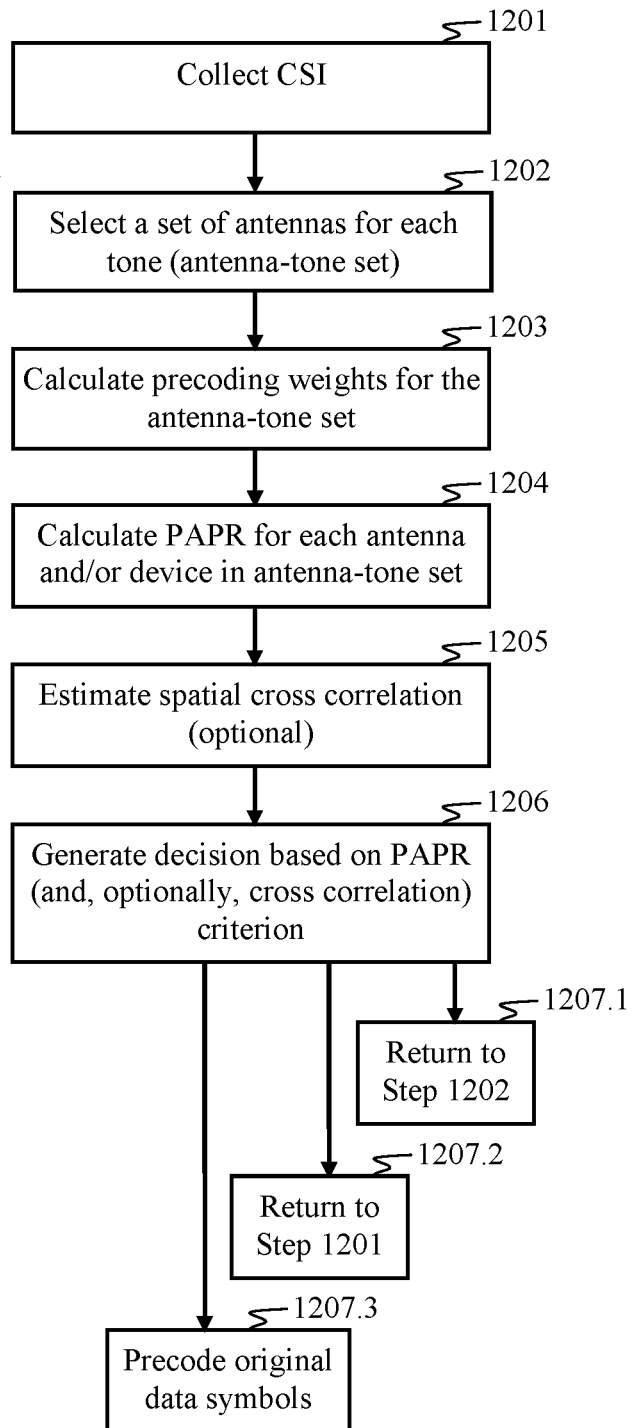 1201
Collect CSI
1202
Select a set of antennas for each
tone (antenna-tone set)
1203
Calculate precoding weights for the
antenna-tone set
1204
Calculate PAPR for each antenna
and/or device in antenna-tone set
1205
Estimate spatial cross correlation
(optional)
1206
Generate decision based on PAPR
(and, optionally, cross correlation)
criterion
1207.1
Return to
Step 1202
1207.2
Return to
Step 1201
1207.3
Precode original
data symbols